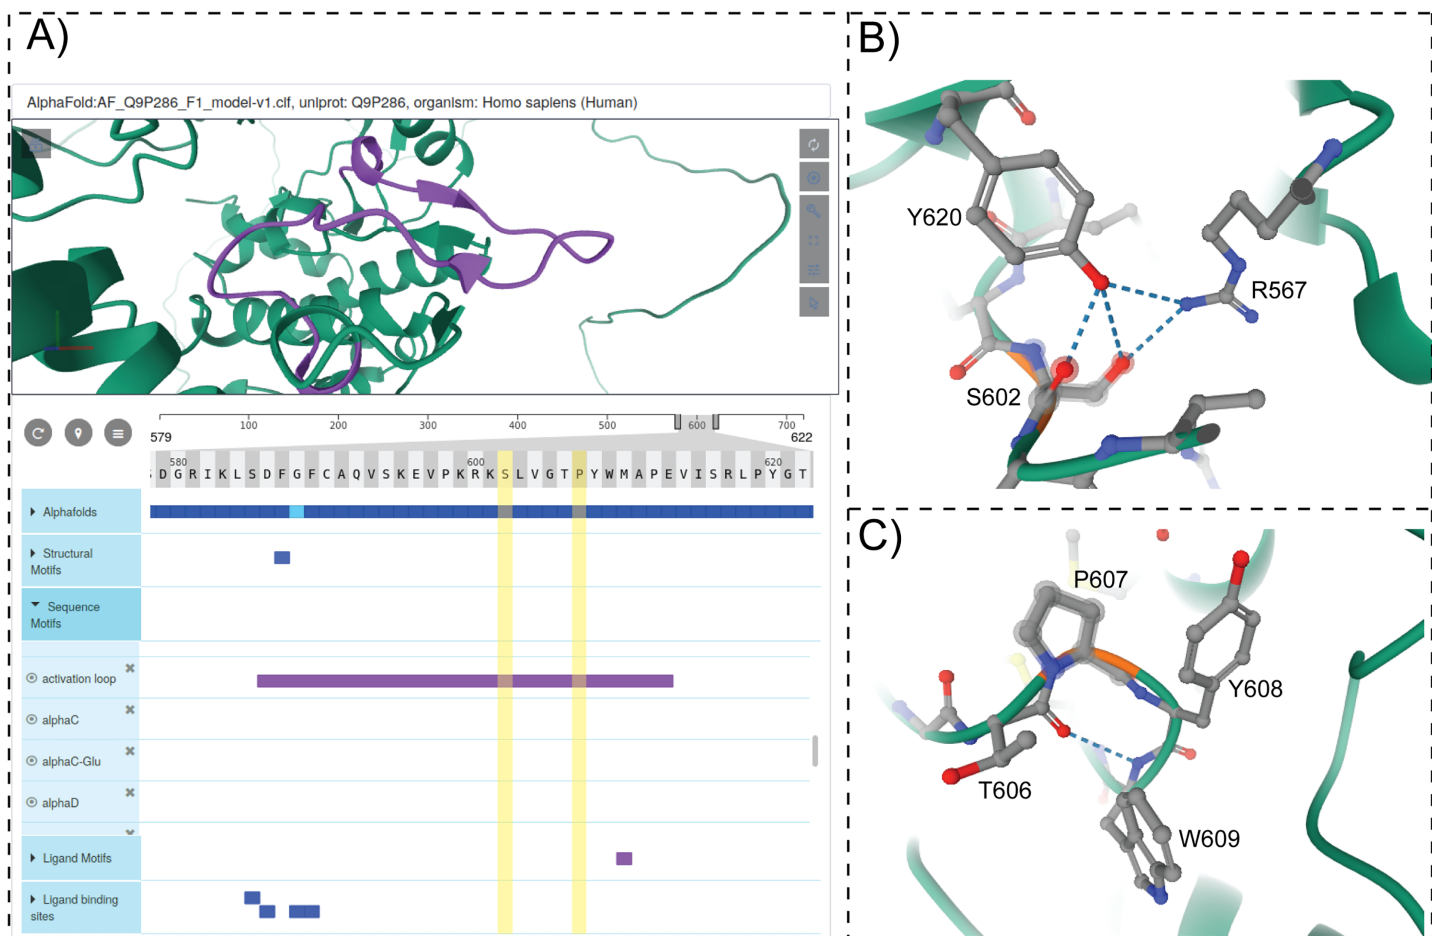 A)
AlphaFold:AF_Q9P286_F1_model-v1.cif, uniprot: Q9P286, organism: Homo sapiens (Human)
100 200 300 400 500 600 700
579 622
580 600 620
D G R I K L S D F G F C A Q V S K E V P K R K S L V G T P Y W M A P E V I S R L P Y G T
Alphafolds
Structural
Motifs
Sequence
Motifs
activation loop
alphaC
alphaC-Glu
alphaD
Ligand Motifs
Ligand binding
sites
B)
Y620
R567
S602
C)
P607
Y608
T606
W609